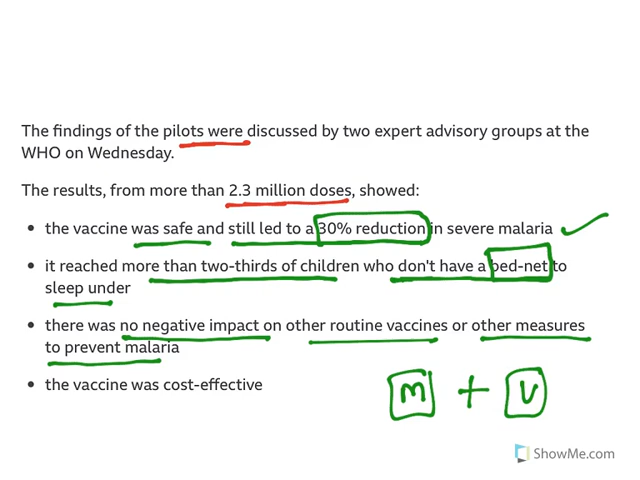 The findings of the pilots were discussed by two expert advisory groups at the
WHO on Wednesday.
The results, from more than 2.3 million doses, showed:
• the vaccine was safe and still led to a 30% reduction in severe malaria
• it reached more than two-thirds of children who don't have a bed-net to
sleep under
• there was no negative impact on other routine vaccines or other measures
to prevent malaria
• the vaccine was cost-effective
m + v
ShowMe.com